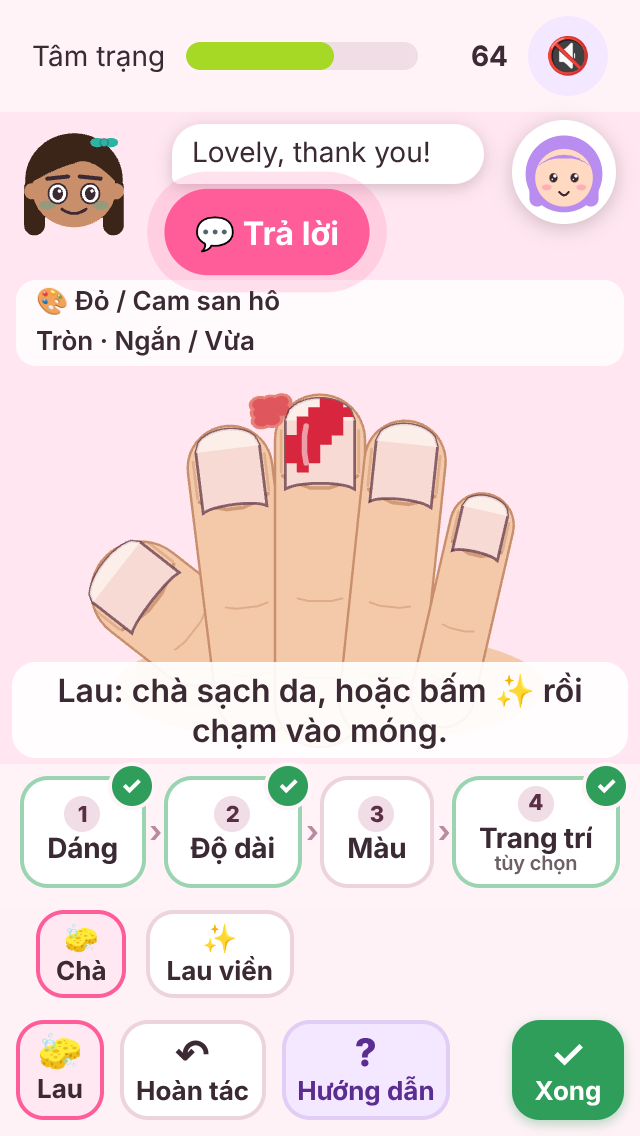 Tâm trạng 64
Lovely, thank you!
Trả lời
Đỏ / Cam san hô
Tròn · Ngắn / Vừa
Lau: chà sạch da, hoặc bấm ✨ rồi
chạm vào móng.
1 › 2 › 3 › 4
Dáng Độ dài Màu Trang trí
tùy chọn
Chà Lau viền
Lau Hoàn tác ? Hướng dẫn Xong